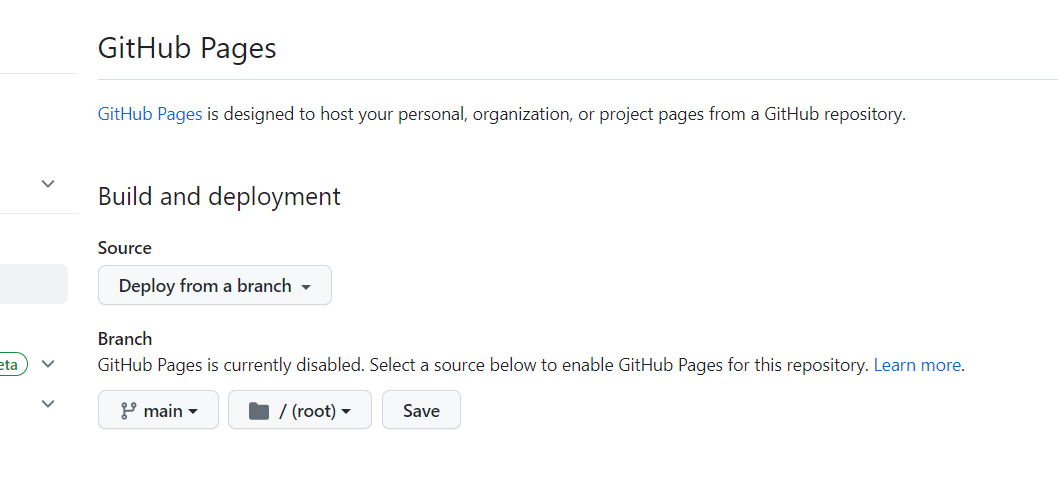 GitHub Pages
GitHub Pages is designed to host your personal, organization, or project pages from a GitHub repository.
Build and deployment
Source
Deploy from a branch
Branch
GitHub Pages is currently disabled. Select a source below to enable GitHub Pages for this repository. Learn more.
main / (root) Save